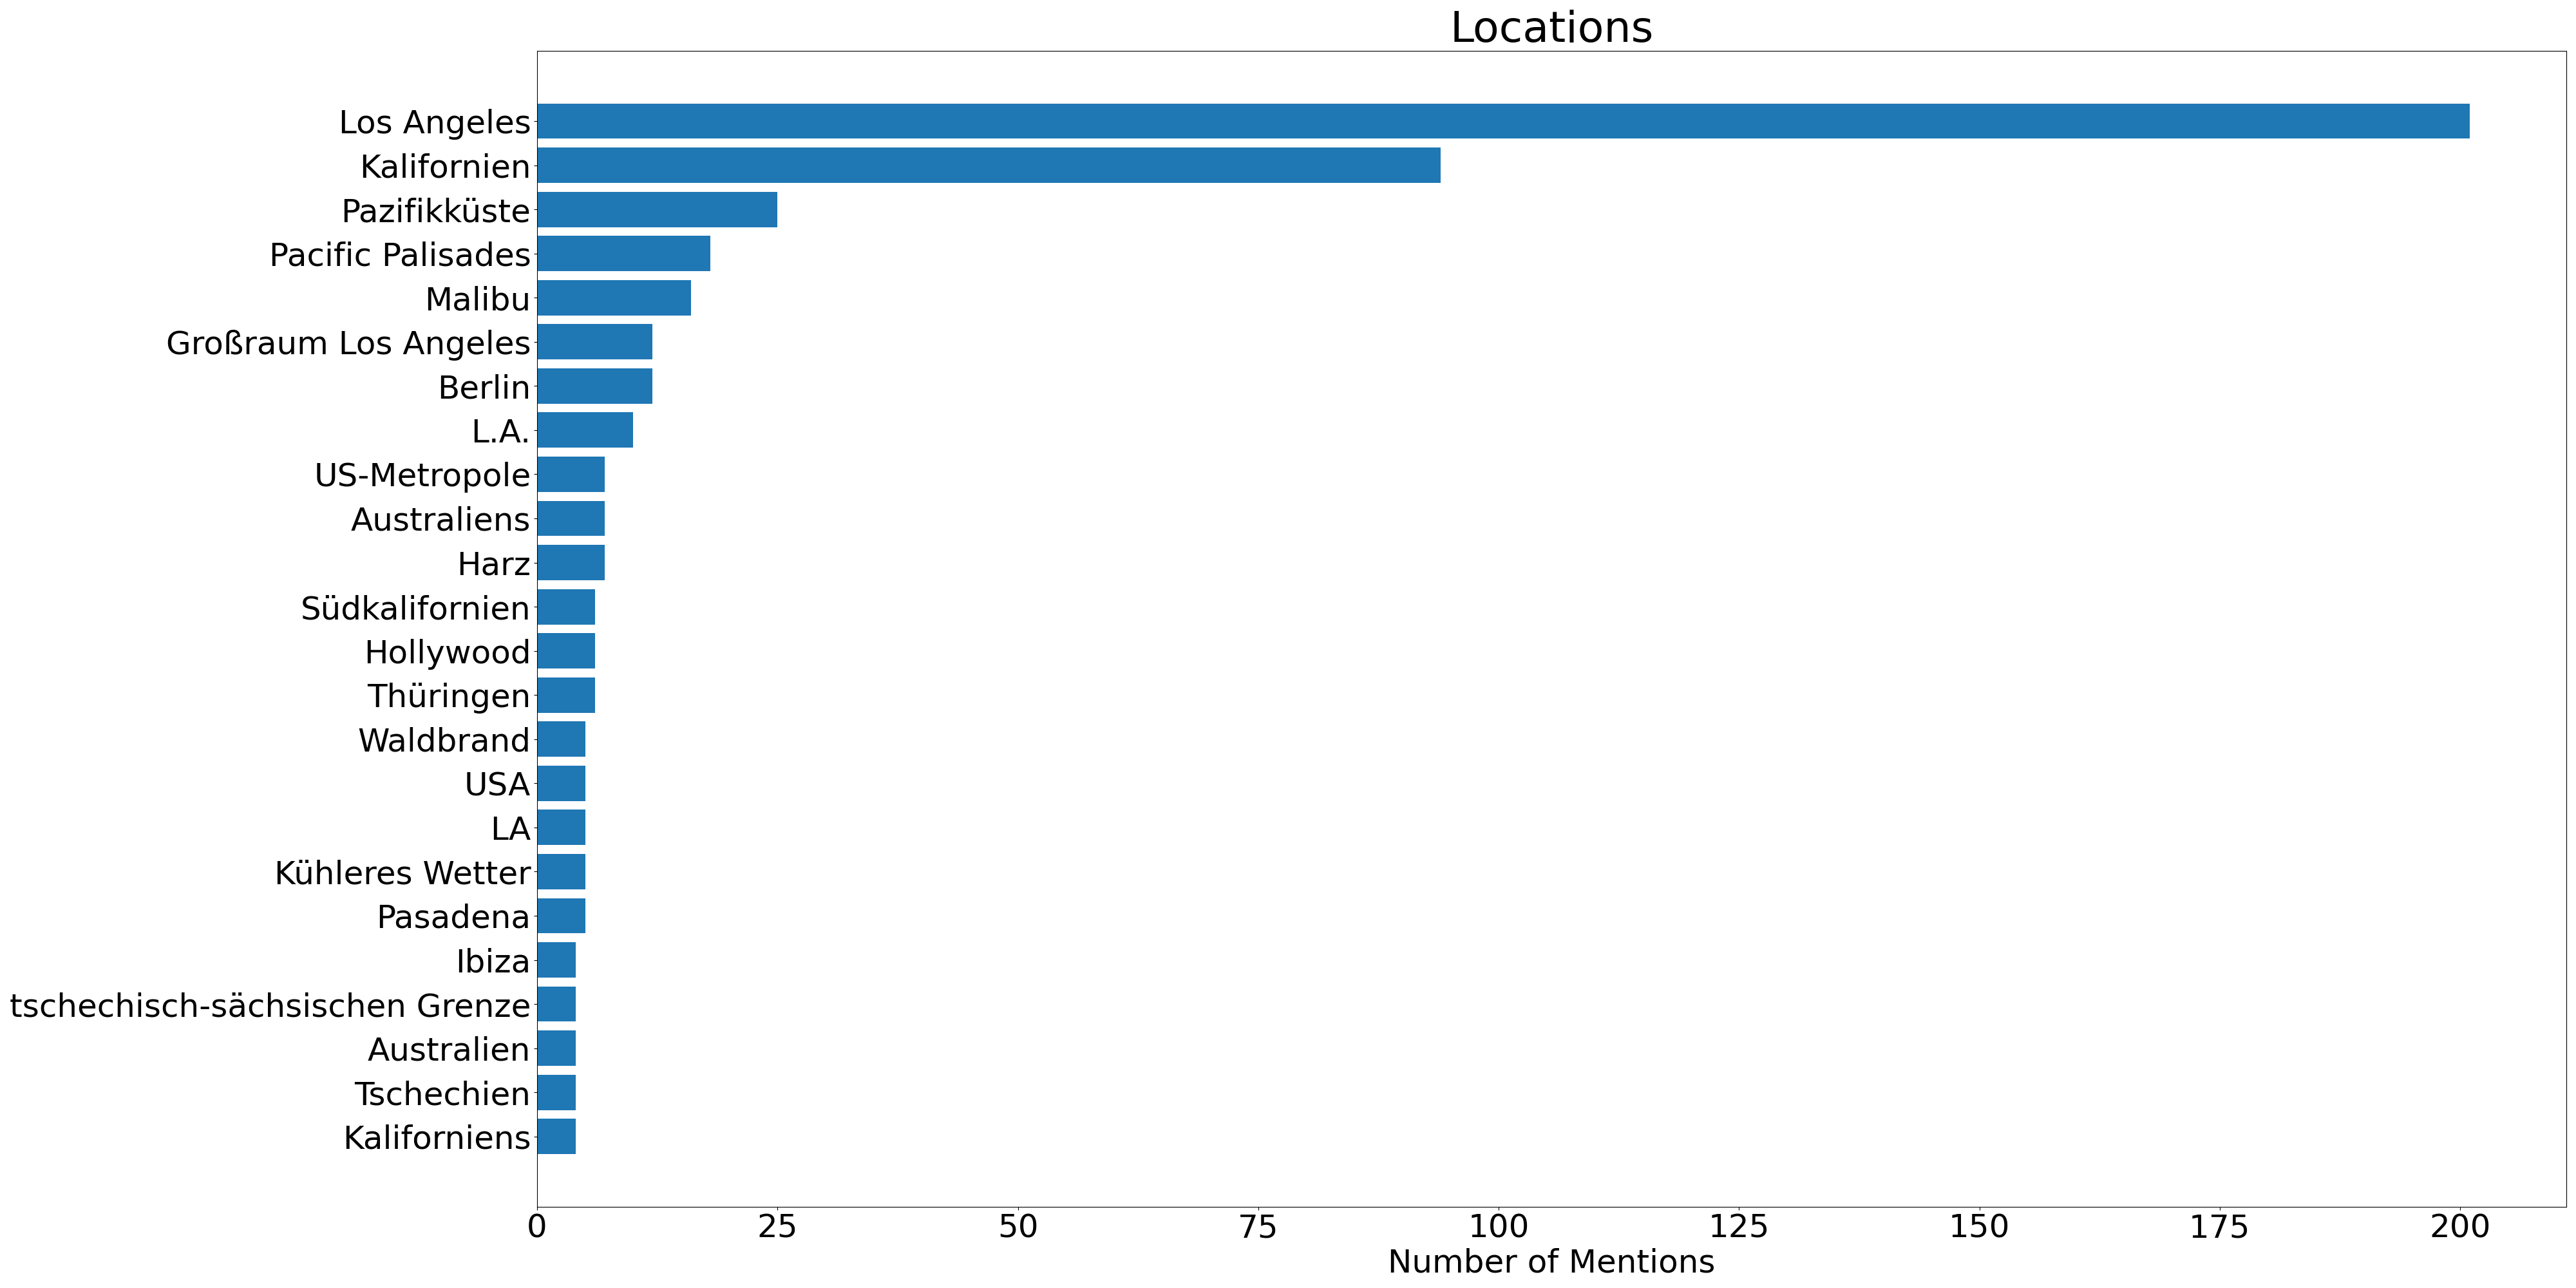 Locations
Los Angeles
Kalifornien
Pazifikküste
Pacific Palisades
Malibu
Großraum Los Angeles
Berlin
L.A.
US-Metropole
Australiens
Harz
Südkalifornien
Hollywood
Thüringen
Waldbrand
USA
LA
Kühleres Wetter
Pasadena
Ibiza
tschechisch-sächsischen Grenze
Australien
Tschechien
Kaliforniens
0 25 50 75 100 125 150 175 200
Number of Mentions